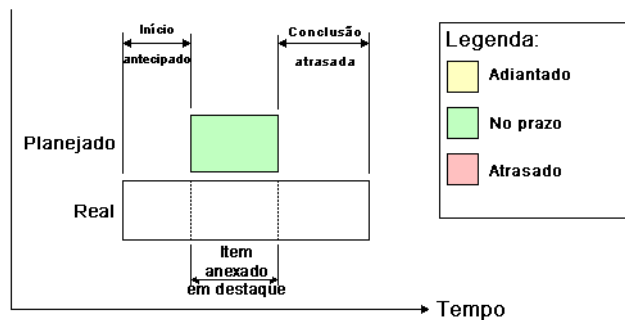 Início
antecipado
Conclusão
atrasada
Legenda:
Adiantado
No prazo
Atrasado
Planejado
Real
Item
anexado
em destaque
Tempo